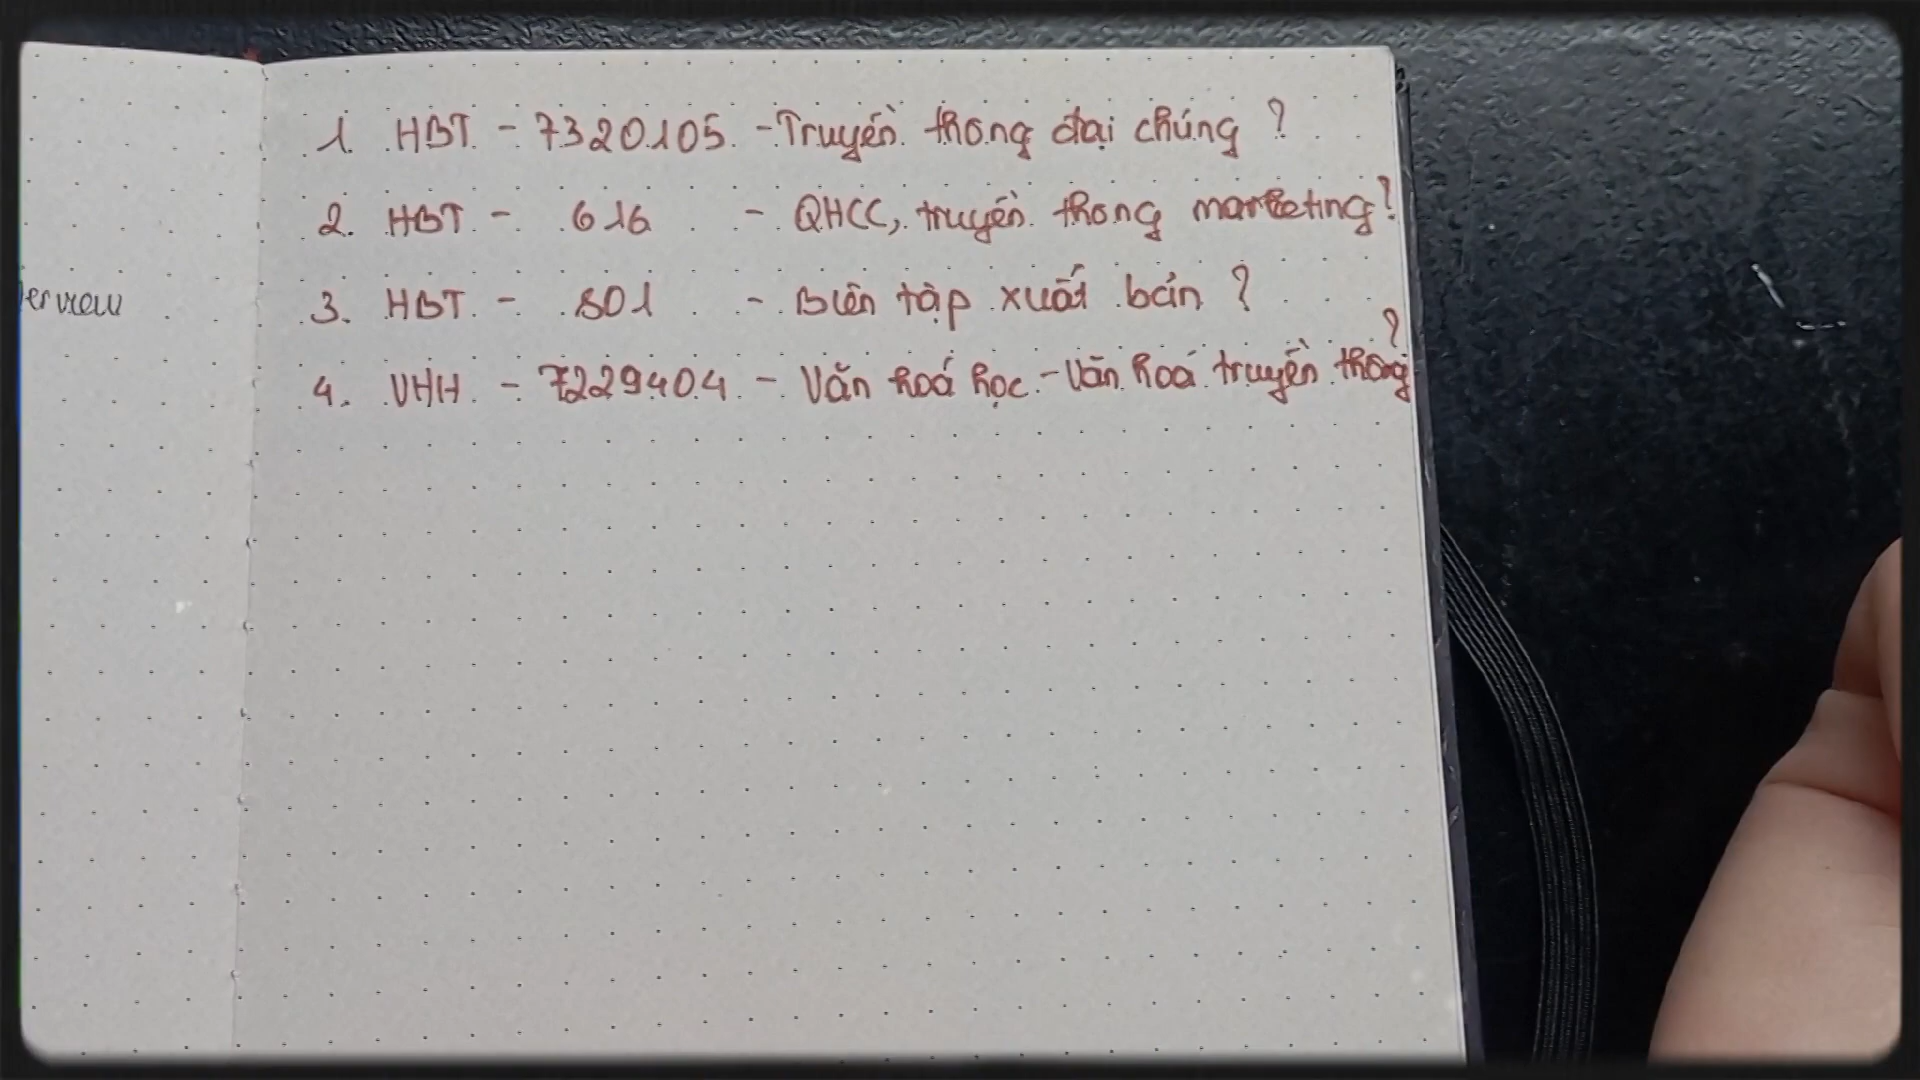 erview
1. HBT - 7320105 - Truyền thông đại chúng ?
2. HBT - 616 - QHCC, truyền thông marketing?
3. HBT - 801 - Biên tập xuất bản ?
4. VHH - 7229404 - Văn hoá học - Văn hoá truyền thông ?